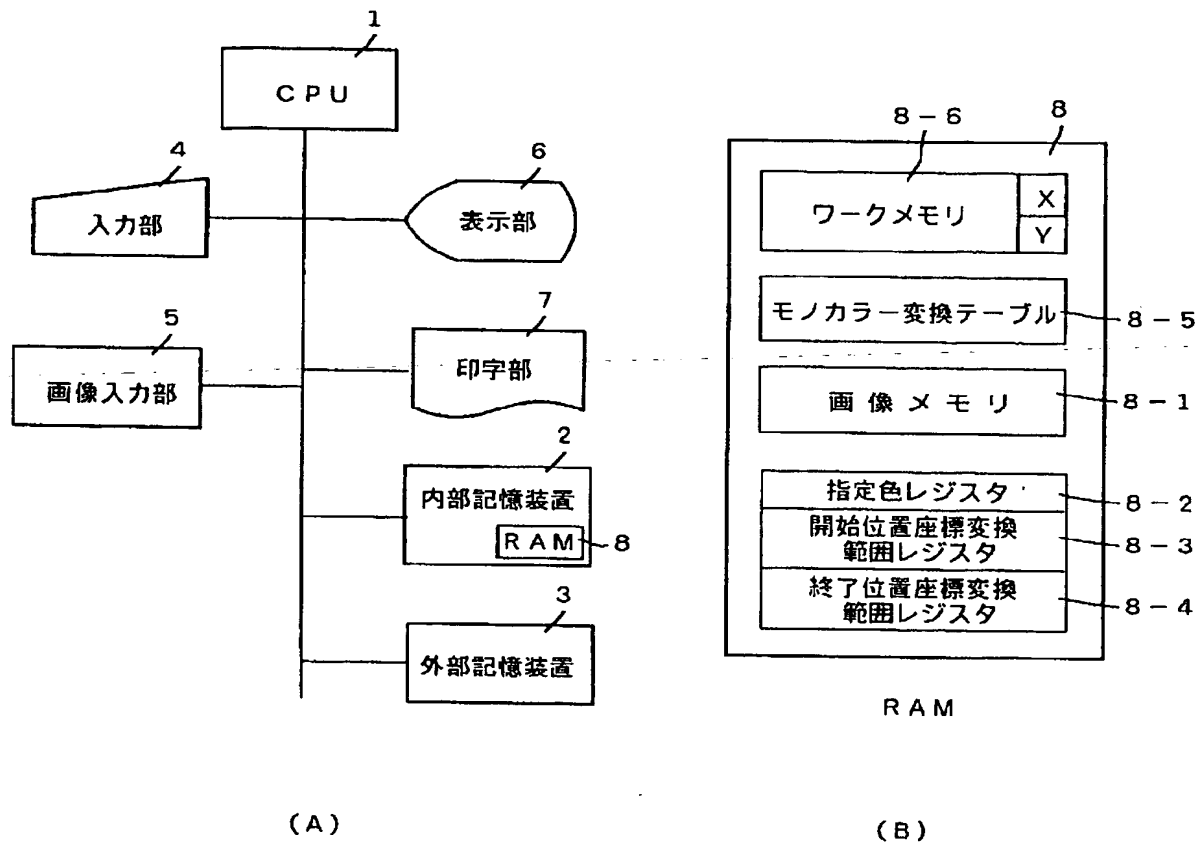 1
CPU
4
入力部
6
表示部
5
画像入力部
7
印字部
2
内部記憶装置
RAM
8
3
外部記憶装置
(A)
8-6
8
ワークメモリ
X
Y
モノカラー変換テーブル
8-5
画像メモリ
8-1
指定色レジスタ
8-2
開始位置座標変換
範囲レジスタ
8-3
終了位置座標変換
範囲レジスタ
8-4
RAM
(B)